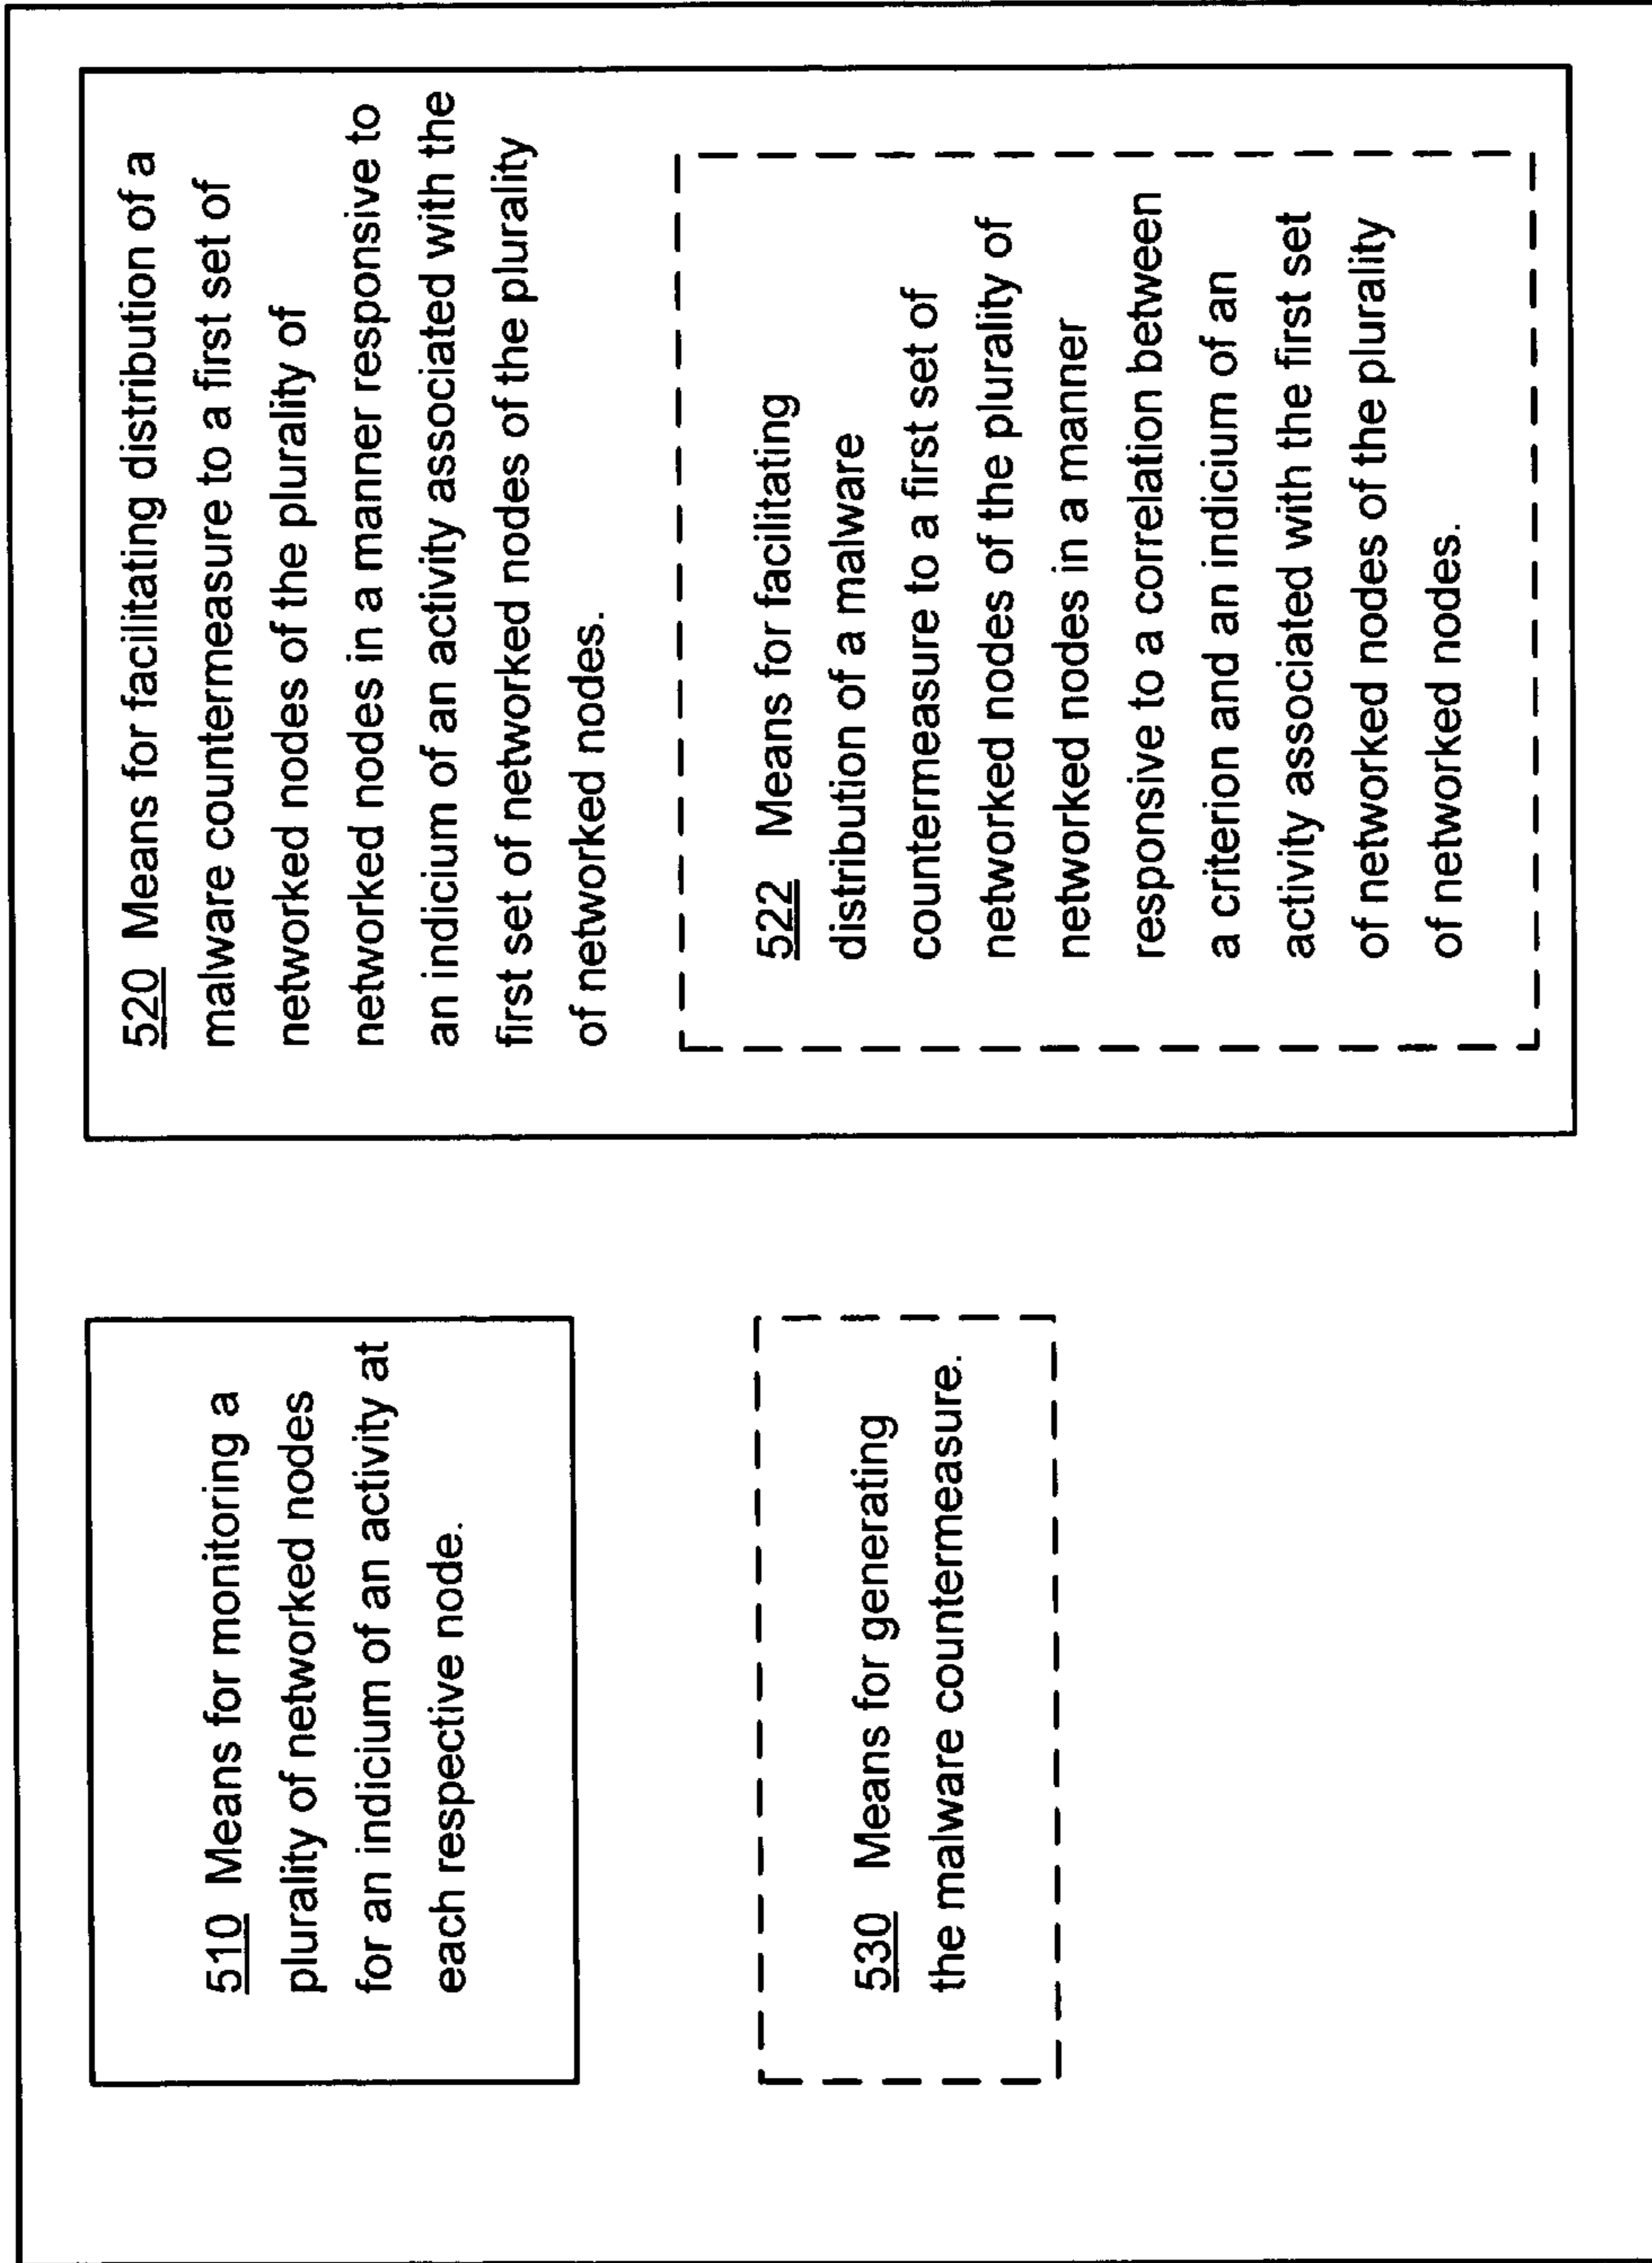 510 Means for monitoring a
plurality of networked nodes
for an indicium of an activity at
each respective node.
530 Means for generating
the malware countermeasure.
520 Means for facilitating distribution of a
malware countermeasure to a first set of
networked nodes of the plurality of
networked nodes in a manner responsive to
an indicium of an activity associated with the
first set of networked nodes of the plurality
of networked nodes.
522 Means for facilitating
distribution of a malware
countermeasure to a first set of
networked nodes of the plurality of
networked nodes in a manner
responsive to a correlation between
a criterion and an indicium of an
activity associated with the first set
of networked nodes of the plurality
of networked nodes.